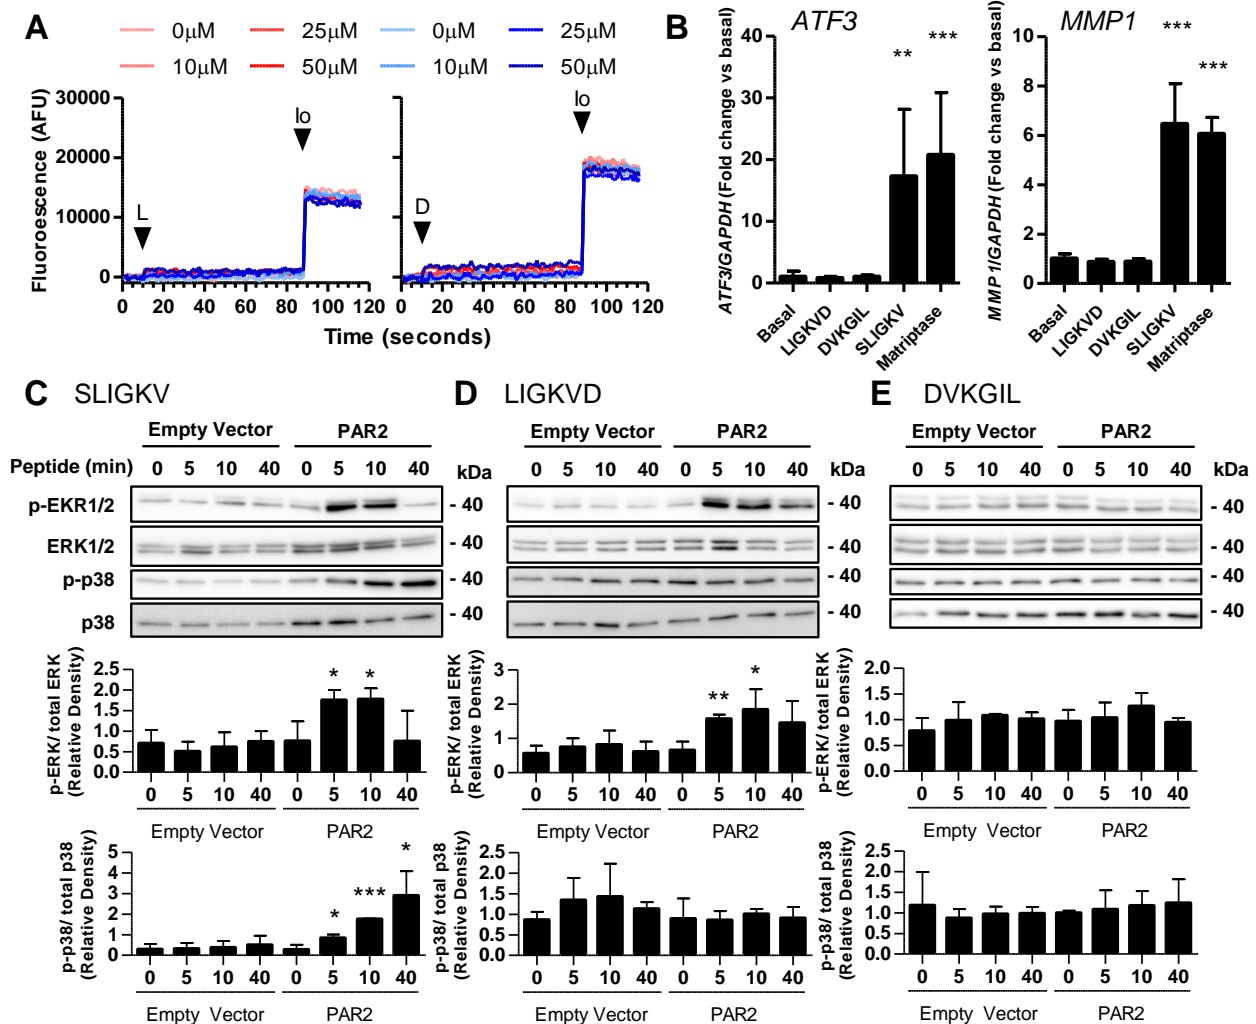 A
0μM 25μM 0μM 25μM
10μM 50μM 10μM 50μM
Fluoroescence (AFU)
30000
20000
10000
0
L
Io
D
Io
0 20 40 60 80 100 120
0 20 40 60 80 100 120
Time (seconds)
B
ATF3
ATF3/GAPDH (Fold change vs basal)
40
30
20
10
0
** ***
Basal LIGKVD DVKGIL SLIGKV Matriptase
MMP1
MMP1/GAPDH (Fold change vs basal)
10
8
6
4
2
0
*** ***
Basal LIGKVD DVKGIL SLIGKV Matriptase
C SLIGKV
Empty Vector PAR2
Peptide (min) 0 5 10 40 0 5 10 40 kDa
p-EKR1/2 - 40
ERK1/2 - 40
p-p38 - 40
p38 - 40
p-ERK/ total ERK
(Relative Density)
2.5
2.0
1.5
1.0
0.5
0.0
* *
0 5 10 40 0 5 10 40
Empty Vector PAR2
p-p38/ total p38
(Relative Density)
5
4
3
2
1
0
* *** *
0 5 10 40 0 5 10 40
Empty Vector PAR2
D LIGKVD
Empty Vector PAR2
0 5 10 40 0 5 10 40 kDa
- 40
- 40
- 40
- 40
p-ERK/ total ERK
(Relative Density)
3
2
1
0
** *
0 5 10 40 0 5 10 40
Empty Vector PAR2
p-p38/ total p38
(Relative Density)
2.5
2.0
1.5
1.0
0.5
0.0
0 5 10 40 0 5 10 40
Empty Vector PAR2
E DVKGIL
Empty Vector PAR2
0 5 10 40 0 5 10 40 kDa
- 40
- 40
- 40
- 40
p-ERK/ total ERK
(Relative Density)
2.0
1.5
1.0
0.5
0.0
0 5 10 40 0 5 10 40
Empty Vector PAR2
p-p38/ total p38
(Relative Density)
2.5
2.0
1.5
1.0
0.5
0.0
0 5 10 40 0 5 10 40
Empty Vector PAR2